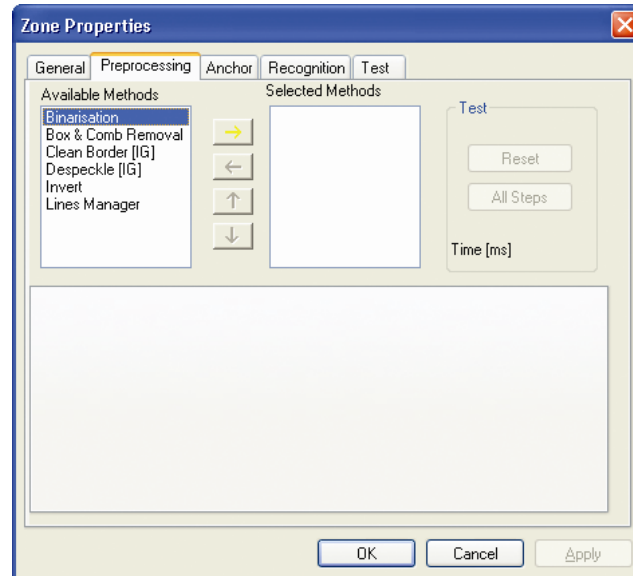 Zone Properties
General Preprocessing Anchor Recognition Test
Available Methods
Selected Methods
Test
Binarisation
Box & Comb Removal
Clean Border [IG]
Despeckle [IG]
Invert
Lines Manager
Reset
All Steps
Time [ms]
OK Cancel Apply